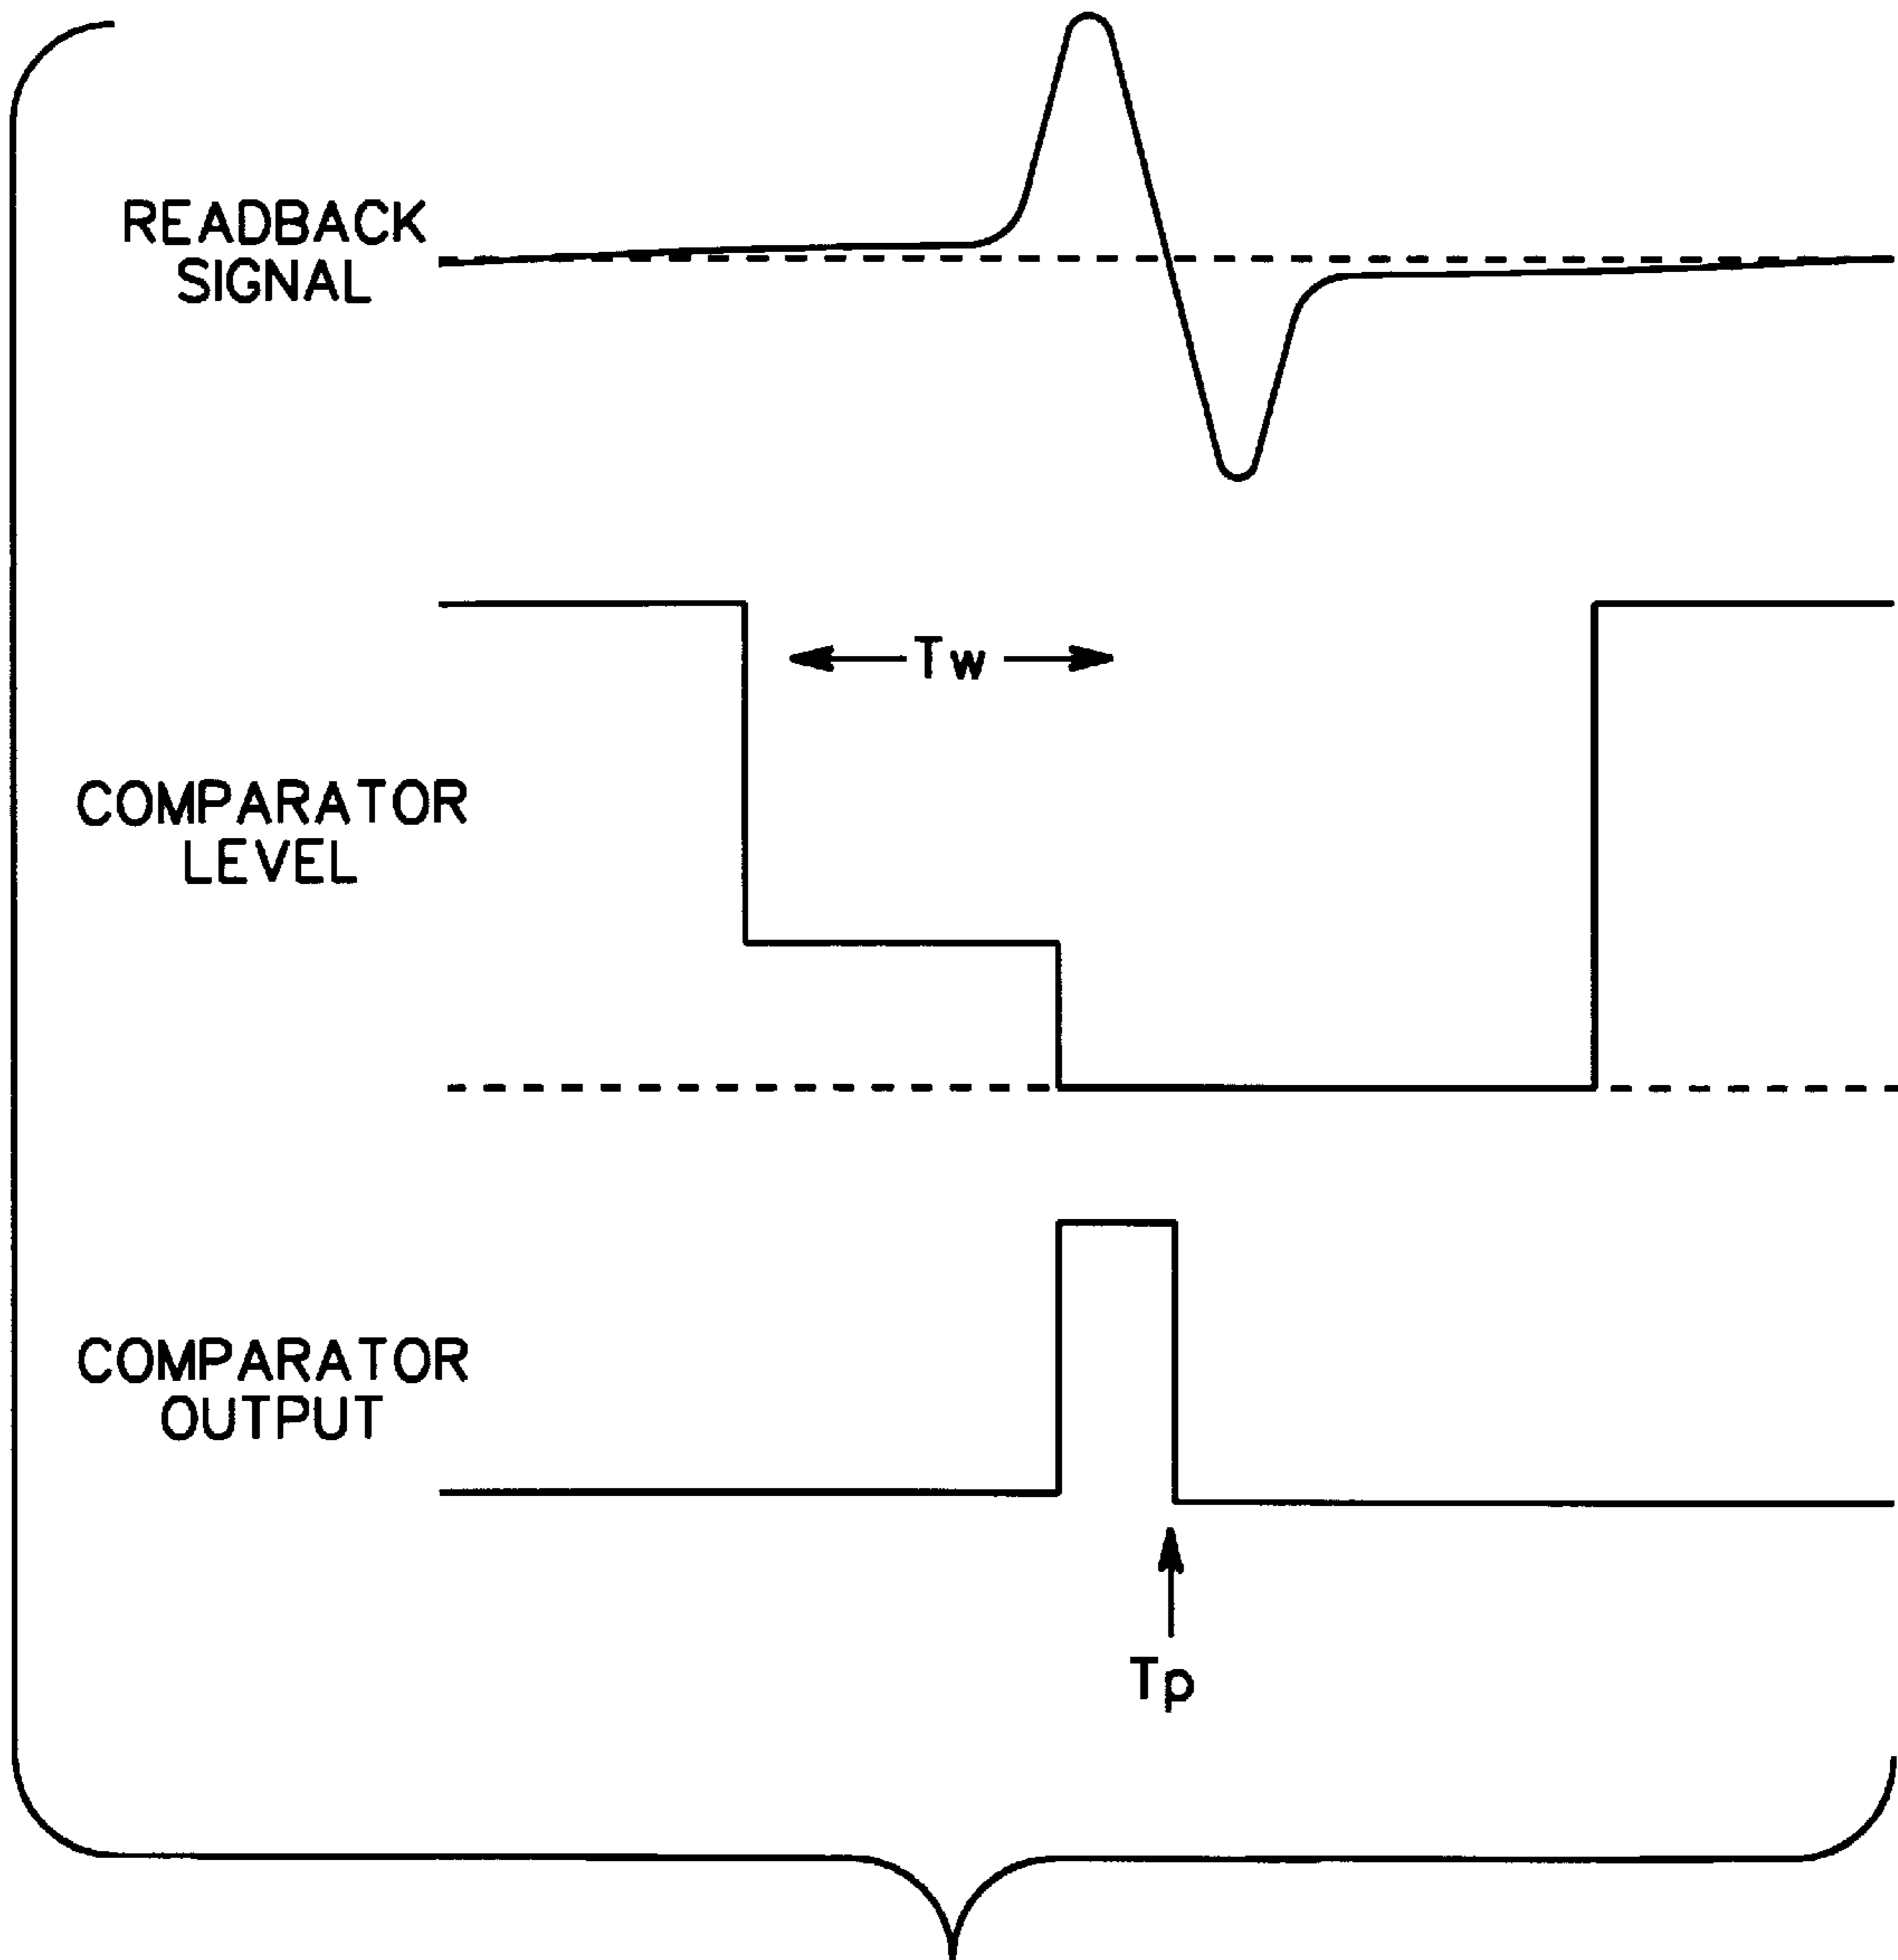 READBACK
SIGNAL
Tw
COMPARATOR
LEVEL
COMPARATOR
OUTPUT
Tp